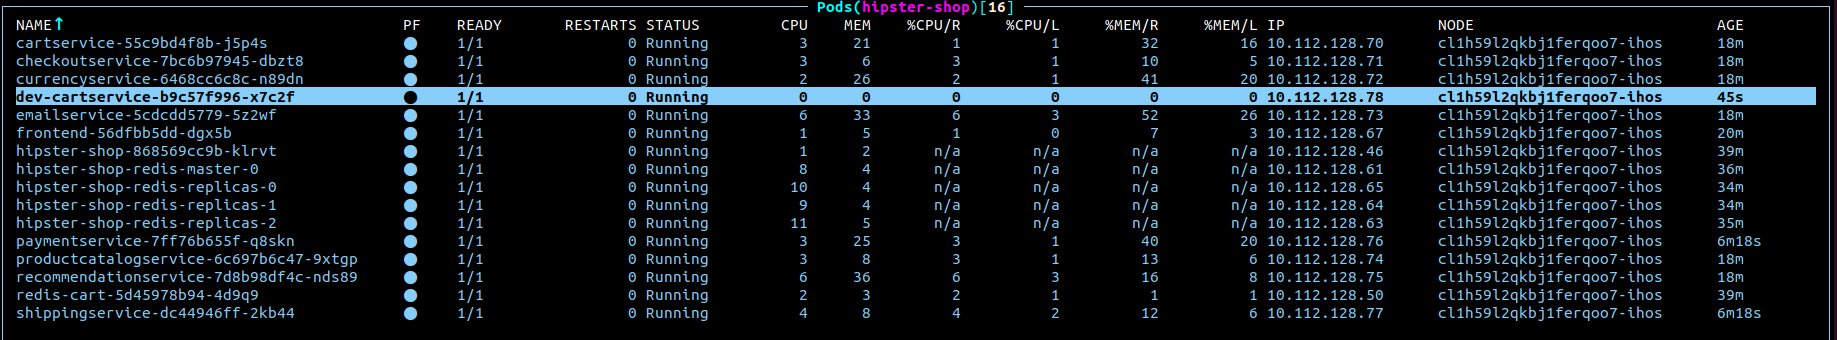 Pods(hipster-shop)[16]
NAME↑ PF READY RESTARTS STATUS CPU MEM %CPU/R %CPU/L %MEM/R %MEM/L IP NODE AGE
cartservice-55c9bd4f8b-j5p4s ● 1/1 0 Running 3 21 1 1 32 16 10.112.128.70 cl1h59l2qkbj1ferqoo7-ihos 18m
checkoutservice-7bc6b97945-dbzt8 ● 1/1 0 Running 3 6 3 1 10 5 10.112.128.71 cl1h59l2qkbj1ferqoo7-ihos 18m
currencyservice-6468cc6c8c-n89dn ● 1/1 0 Running 2 26 2 1 41 20 10.112.128.72 cl1h59l2qkbj1ferqoo7-ihos 18m
dev-cartservice-b9c57f996-x7c2f ● 1/1 0 Running 0 0 0 0 0 0 10.112.128.78 cl1h59l2qkbj1ferqoo7-ihos 45s
emailservice-5cdcdd5779-5z2wf ● 1/1 0 Running 6 33 6 3 52 26 10.112.128.73 cl1h59l2qkbj1ferqoo7-ihos 18m
frontend-56dfbb5dd-dgx5b ● 1/1 0 Running 1 5 1 0 7 3 10.112.128.67 cl1h59l2qkbj1ferqoo7-ihos 20m
hipster-shop-868569cc9b-klrvt ● 1/1 0 Running 1 2 n/a n/a n/a n/a 10.112.128.46 cl1h59l2qkbj1ferqoo7-ihos 39m
hipster-shop-redis-master-0 ● 1/1 0 Running 8 4 n/a n/a n/a n/a 10.112.128.61 cl1h59l2qkbj1ferqoo7-ihos 36m
hipster-shop-redis-replicas-0 ● 1/1 0 Running 10 4 n/a n/a n/a n/a 10.112.128.65 cl1h59l2qkbj1ferqoo7-ihos 34m
hipster-shop-redis-replicas-1 ● 1/1 0 Running 9 4 n/a n/a n/a n/a 10.112.128.64 cl1h59l2qkbj1ferqoo7-ihos 34m
hipster-shop-redis-replicas-2 ● 1/1 0 Running 11 5 n/a n/a n/a n/a 10.112.128.63 cl1h59l2qkbj1ferqoo7-ihos 35m
paymentservice-7ff76b655f-q8skn ● 1/1 0 Running 3 25 3 1 40 20 10.112.128.76 cl1h59l2qkbj1ferqoo7-ihos 6m18s
productcatalogservice-6c697b6c47-9xtgp ● 1/1 0 Running 3 8 3 1 13 6 10.112.128.74 cl1h59l2qkbj1ferqoo7-ihos 18m
recommendationservice-7d8b98df4c-nds89 ● 1/1 0 Running 6 36 6 3 16 8 10.112.128.75 cl1h59l2qkbj1ferqoo7-ihos 18m
redis-cart-5d45978b94-4d9q9 ● 1/1 0 Running 2 3 2 1 1 1 10.112.128.50 cl1h59l2qkbj1ferqoo7-ihos 39m
shippingservice-dc44946ff-2kb44 ● 1/1 0 Running 4 8 4 2 12 6 10.112.128.77 cl1h59l2qkbj1ferqoo7-ihos 6m18s